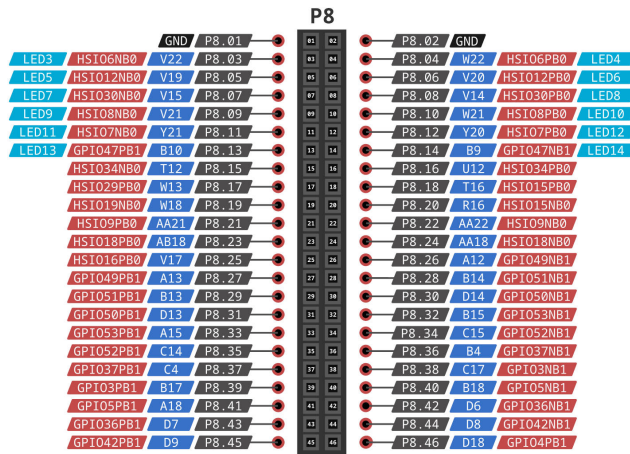 P8
GND P8.01 01 02 P8.02 GND
LED3 HSIO6NB0 V22 P8.03 03 04 P8.04 W22 HSIO6PB0 LED4
LED5 HSIO12NB0 V19 P8.05 05 06 P8.06 V20 HSIO12PB0 LED6
LED7 HSIO30NB0 V15 P8.07 07 08 P8.08 V14 HSIO30PB0 LED8
LED9 HSIO8NB0 V21 P8.09 09 10 P8.10 W21 HSIO8PB0 LED10
LED11 HSIO7NB0 Y21 P8.11 11 12 P8.12 Y20 HSIO7PB0 LED12
LED13 GPIO47PB1 B10 P8.13 13 14 P8.14 B9 GPIO47NB1 LED14
HSIO34NB0 T12 P8.15 15 16 P8.16 U12 HSIO34PB0
HSIO29PB0 W13 P8.17 17 18 P8.18 T16 HSIO15PB0
HSIO19NB0 W18 P8.19 19 20 P8.20 R16 HSIO15NB0
HSIO9PB0 AA21 P8.21 21 22 P8.22 AA22 HSIO9NB0
HSIO18PB0 AB18 P8.23 23 24 P8.24 AA18 HSIO18NB0
HSIO16PB0 V17 P8.25 25 26 P8.26 A12 GPIO49NB1
GPIO49PB1 A13 P8.27 27 28 P8.28 B14 GPIO51NB1
GPIO51PB1 B13 P8.29 29 30 P8.30 D14 GPIO50NB1
GPIO50PB1 D13 P8.31 31 32 P8.32 B15 GPIO53NB1
GPIO53PB1 A15 P8.33 33 34 P8.34 C15 GPIO52NB1
GPIO52PB1 C14 P8.35 35 36 P8.36 B4 GPIO37NB1
GPIO37PB1 C4 P8.37 37 38 P8.38 C17 GPIO3NB1
GPIO3PB1 B17 P8.39 39 40 P8.40 B18 GPIO5NB1
GPIO5PB1 A18 P8.41 41 42 P8.42 D6 GPIO36NB1
GPIO36PB1 D7 P8.43 43 44 P8.44 D8 GPIO42NB1
GPIO42PB1 D9 P8.45 45 46 P8.46 D18 GPIO4PB1